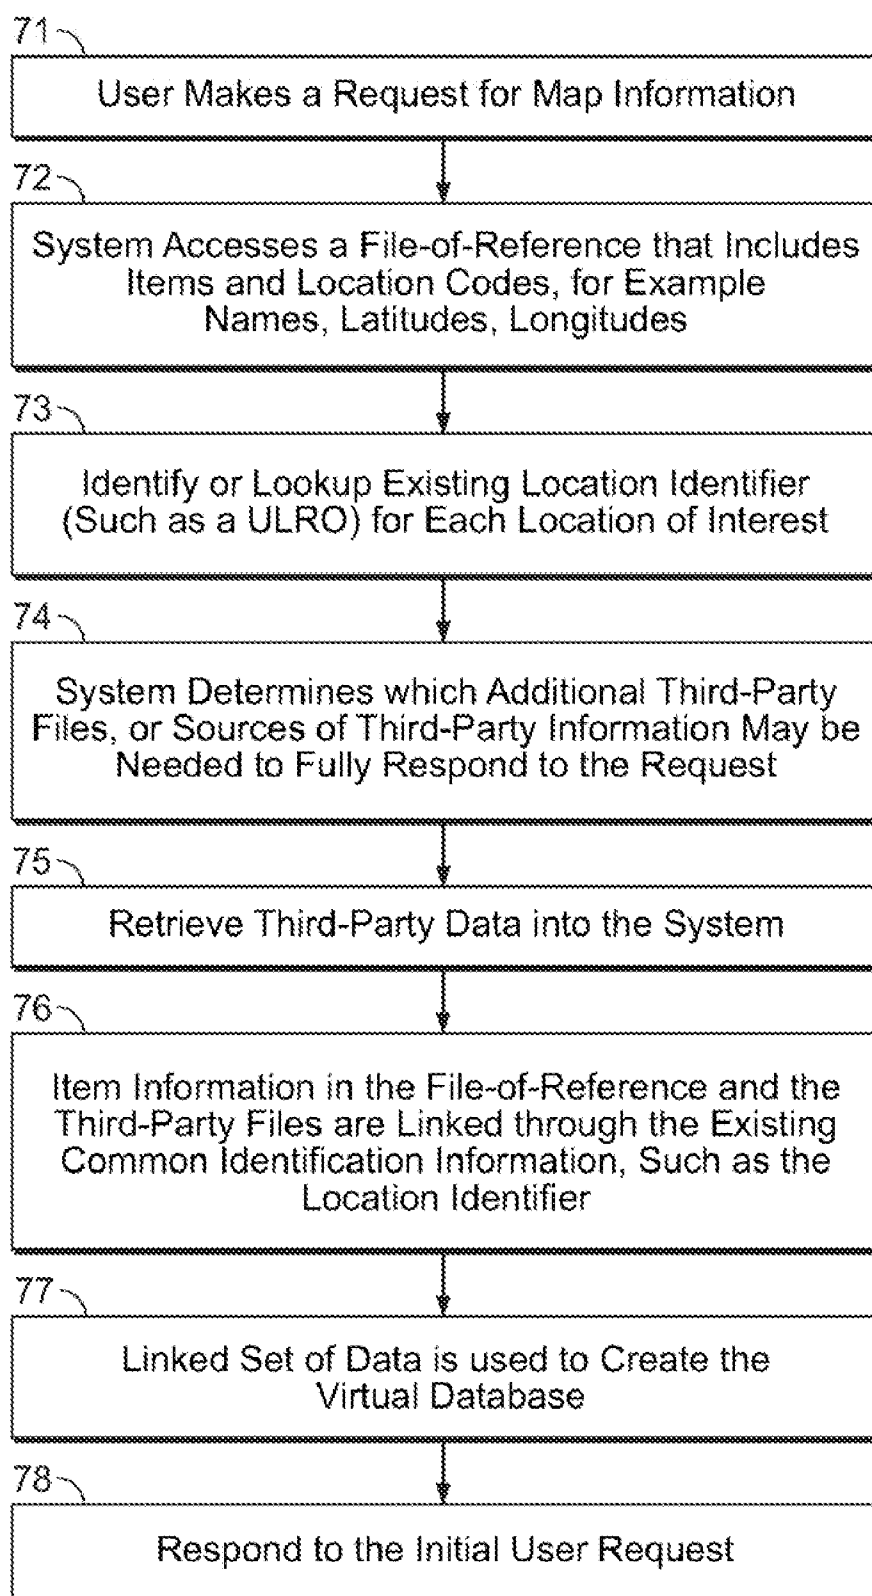 71
User Makes a Request for Map Information
72
System Accesses a File-of-Reference that Includes
Items and Location Codes, for Example
Names, Latitudes, Longitudes
73
Identify or Lookup Existing Location Identifier
(Such as a ULRO) for Each Location of Interest
74
System Determines which Additional Third-Party
Files, or Sources of Third-Party Information May be
Needed to Fully Respond to the Request
75
Retrieve Third-Party Data into the System
76
Item Information in the File-of-Reference and the
Third-Party Files are Linked through the Existing
Common Identification Information, Such as the
Location Identifier
77
Linked Set of Data is used to Create the
Virtual Database
78
Respond to the Initial User Request